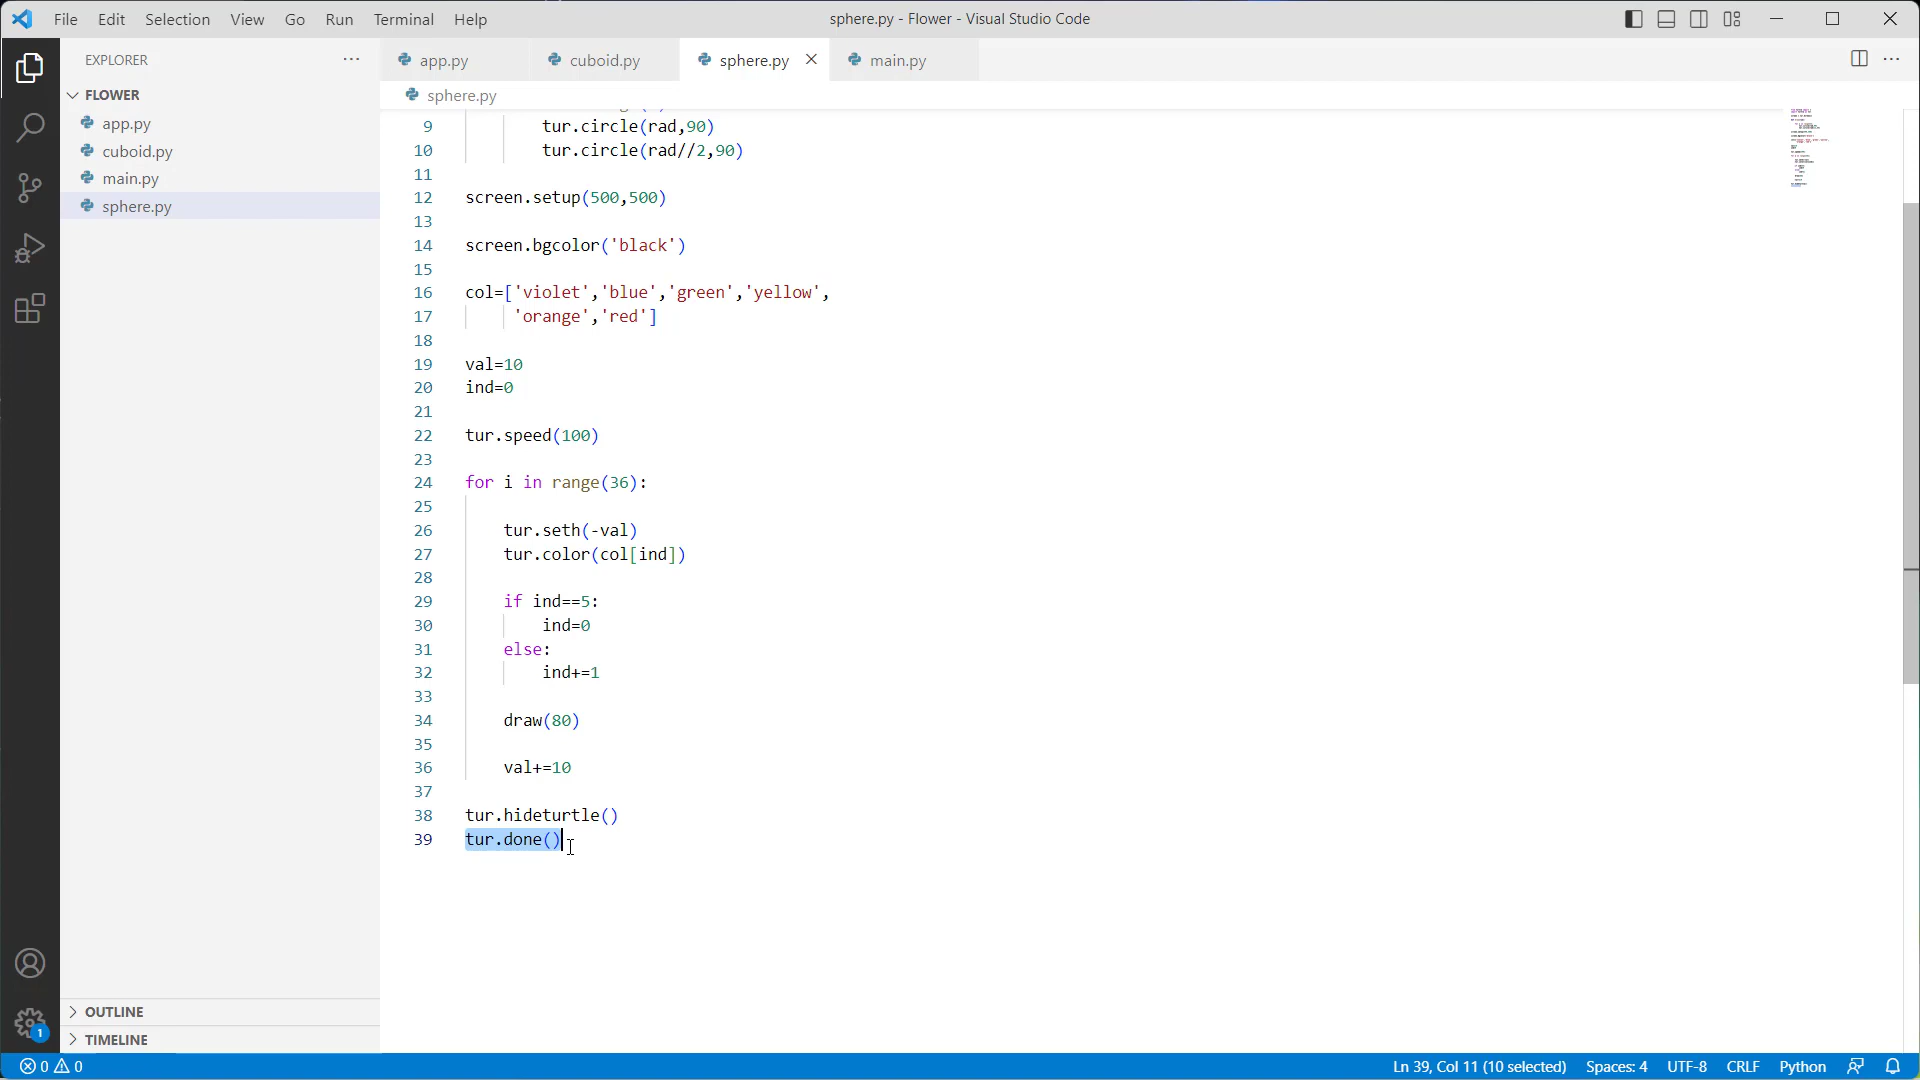 File Edit Selection View Go Run Terminal Help
sphere.py - Flower - Visual Studio Code
EXPLORER
FLOWER
app.py
cuboid.py
main.py
sphere.py
OUTLINE
TIMELINE
app.py cuboid.py sphere.py main.py
sphere.py
9 tur.circle(rad,90)
10 tur.circle(rad//2,90)
11
12 screen.setup(500,500)
13
14 screen.bgcolor('black')
15
16 col=['violet','blue','green','yellow',
17 'orange','red']
18
19 val=10
20 ind=0
21
22 tur.speed(100)
23
24 for i in range(36):
25
26 tur.seth(-val)
27 tur.color(col[ind])
28
29 if ind==5:
30 ind=0
31 else:
32 ind+=1
33
34 draw(80)
35
36 val+=10
37
38 tur.hideturtle()
39 tur.done()
1
0 0 Ln 39, Col 11 (10 selected) Spaces: 4 UTF-8 CRLF Python